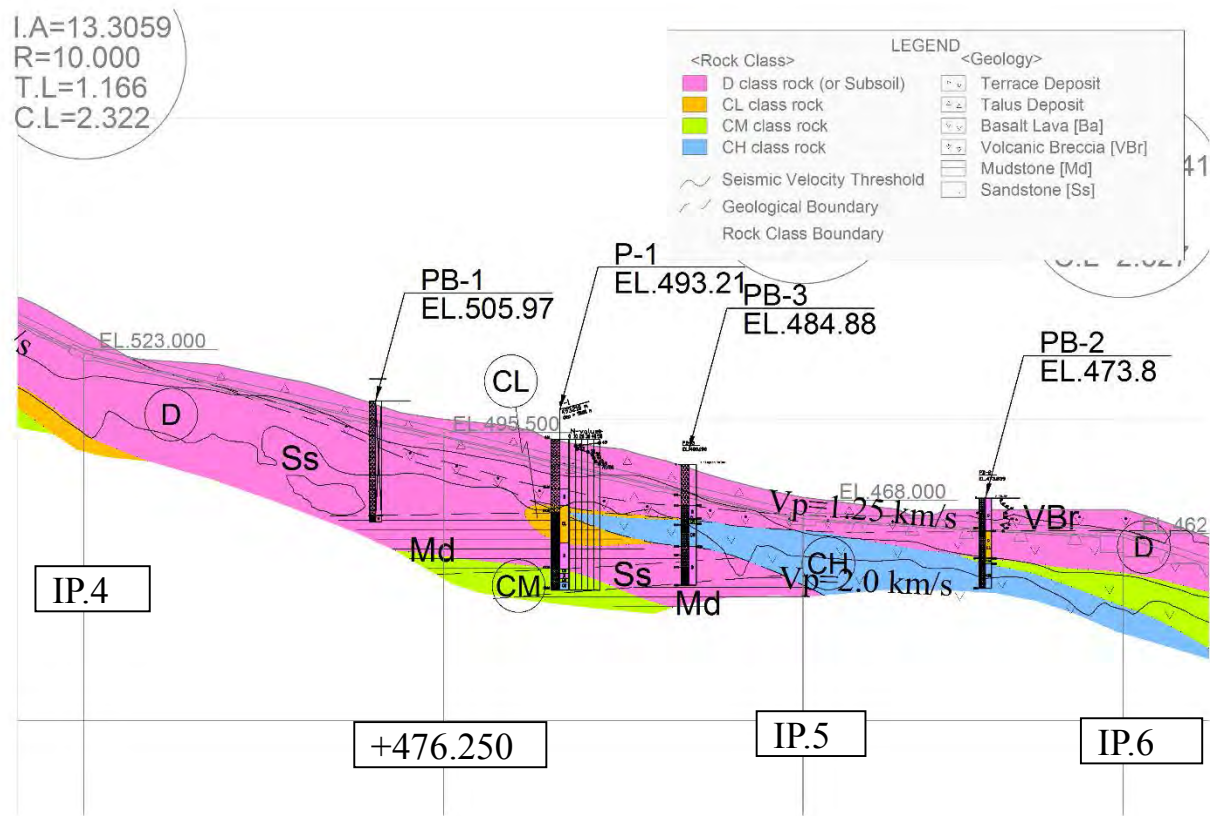 I.A=13.3059
R=10.000
T.L=1.166
C.L=2.322
LEGEND
<Rock Class>
D class rock (or Subsoil)
CL class rock
CM class rock
CH class rock
Seismic Velocity Threshold
Geological Boundary
Rock Class Boundary
<Geology>
Terrace Deposit
Talus Deposit
Basalt Lava [Ba]
Volcanic Breccia [VBr]
Mudstone [Md]
Sandstone [Ss]
41
P-1
EL.493.21
PB-1
EL.505.97
PB-3
EL.484.88
PB-2
EL.473.8
EL.523.000
CL
D
EL.495.500
N-value
Ss
EL.468.000
Vp=1.25 km/s
VBr
EL.462
D
Md
CH
Ss
CM
Vp=2.0 km/s
Md
IP.4
+476.250
IP.5
IP.6